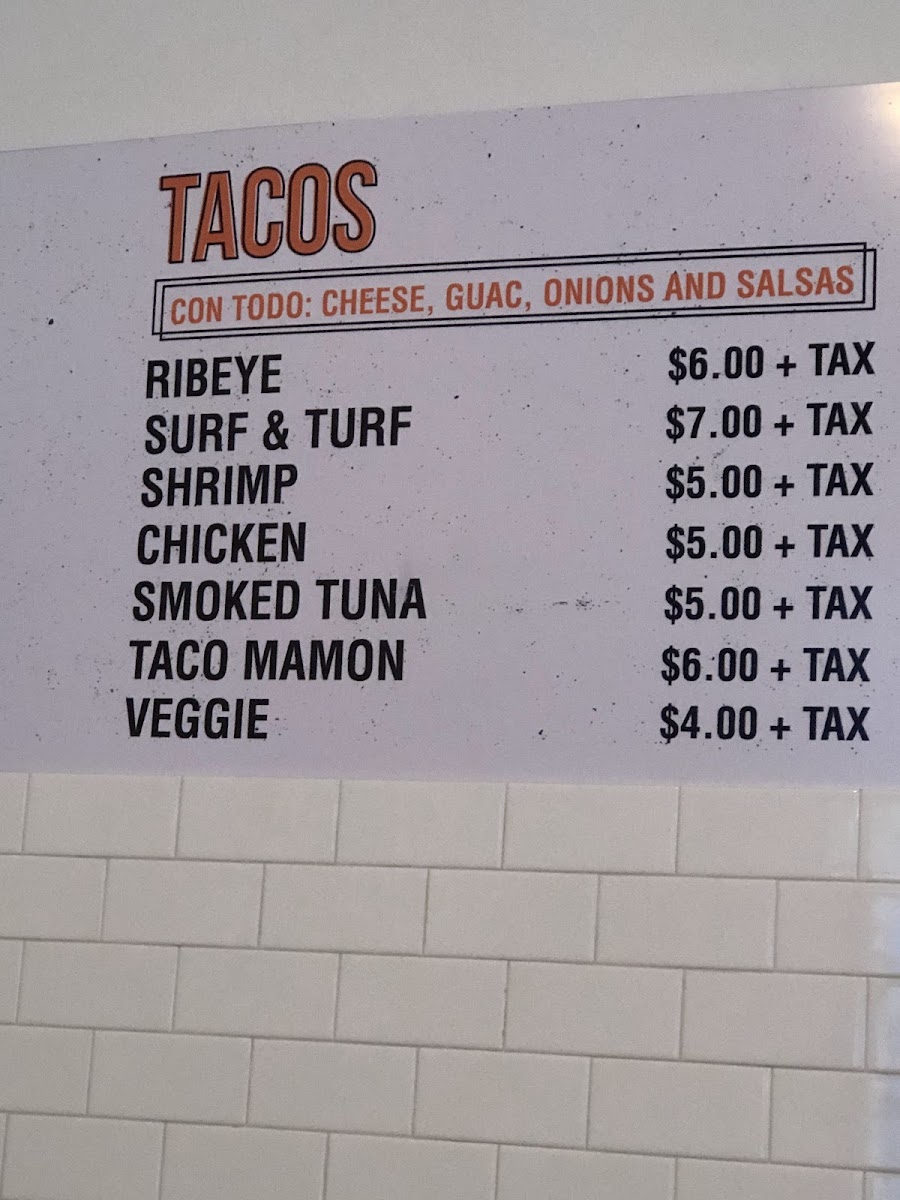 TACOS
CON TODO: CHEESE, GUAC, ONIONS AND SALSAS
RIBEYE $6.00 + TAX
SURF & TURF $7.00 + TAX
SHRIMP $5.00 + TAX
CHICKEN $5.00 + TAX
SMOKED TUNA $5.00 + TAX
TACO MAMON $6.00 + TAX
VEGGIE $4.00 + TAX